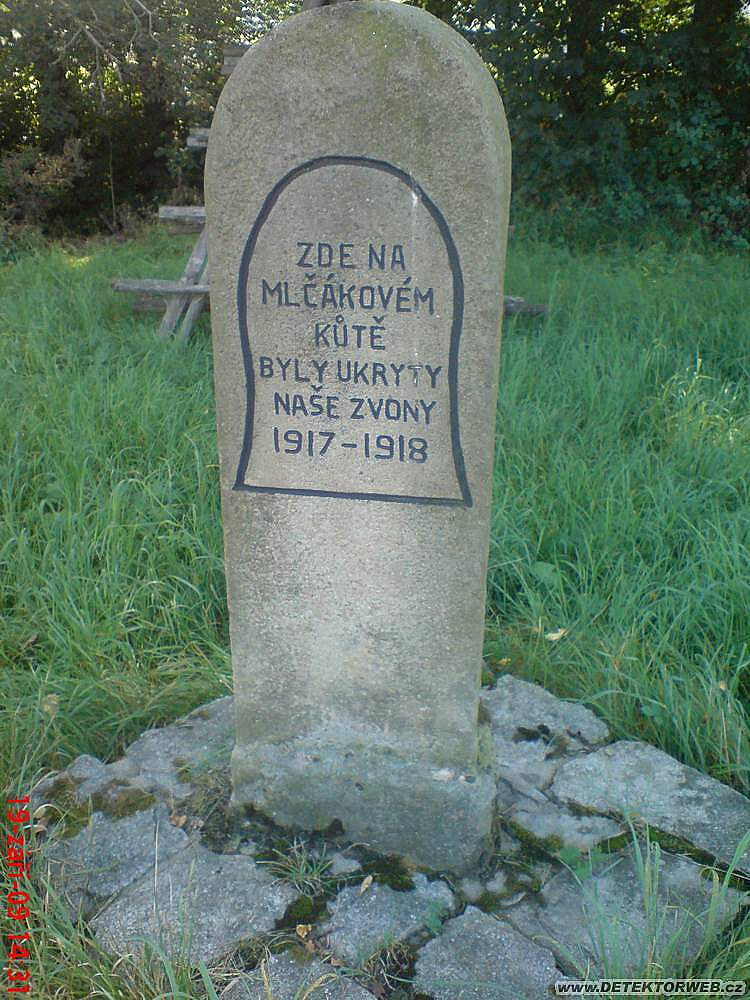 ZDE NA
MLČÁKOVÉM
KŮTĚ
BYLY UKRYTY
NAŠE ZVONY
1917-1918
19-zář-09 14:31
www.DETEKTORWEB.cz